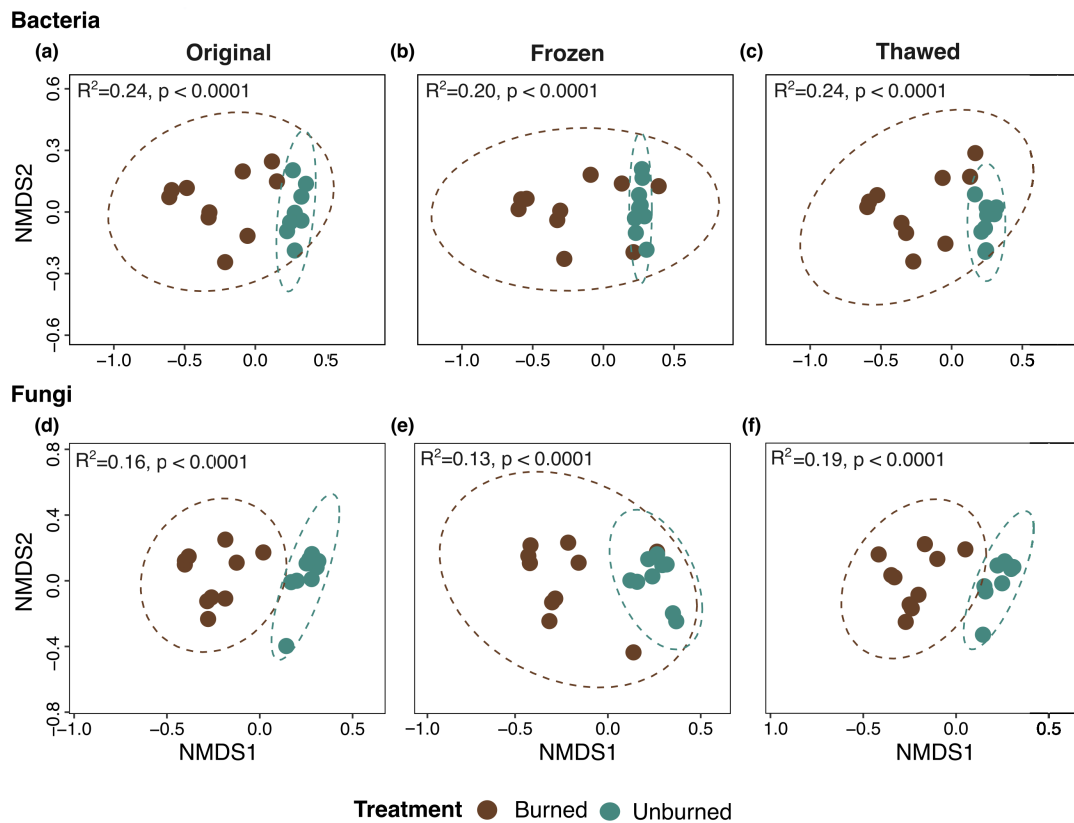 Bacteria
(a) Original (b) Frozen (c) Thawed
R²=0.24, p < 0.0001 R²=0.20, p < 0.0001 R²=0.24, p < 0.0001
NMDS2
0.6
0.3
0.0
−0.3
−0.6
−1.0 −0.5 0.0 0.5 −1.0 −0.5 0.0 0.5 −1.0 −0.5 0.0 0.5
Fungi
(d) (e) (f)
R²=0.16, p < 0.0001 R²=0.13, p < 0.0001 R²=0.19, p < 0.0001
NMDS2
0.8
0.4
0.0
−0.4
−0.8
−1.0 −0.5 0.0 0.5 −1.0 −0.5 0.0 0.5 1.0 −0.5 0.0 0.5
NMDS1 NMDS1 NMDS1
Treatment Burned Unburned